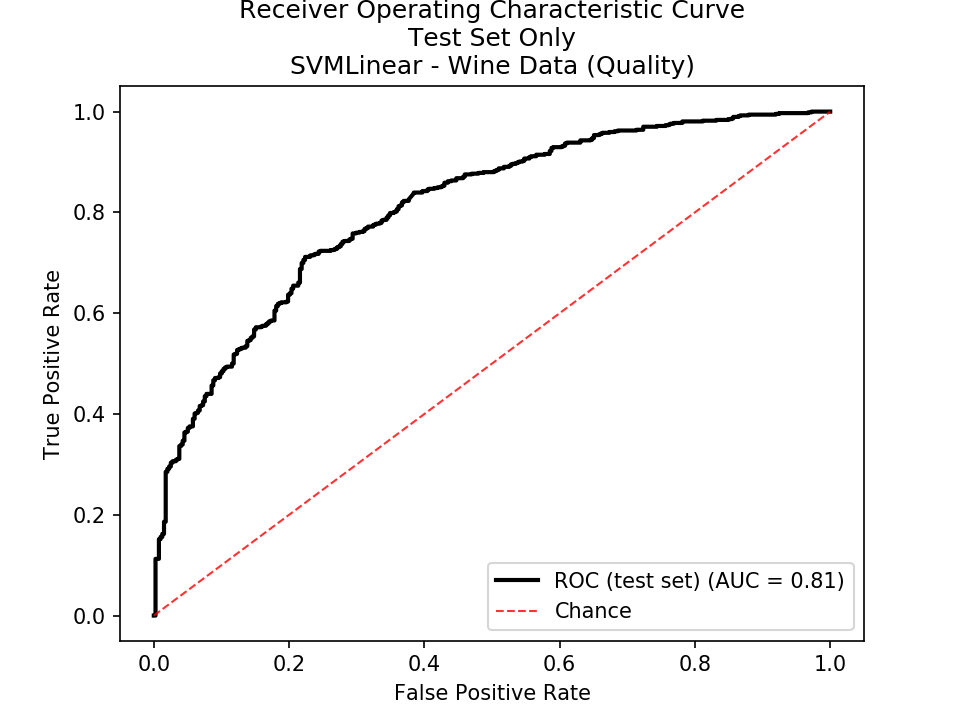 Receiver Operating Characteristic Curve
Test Set Only
SVMLinear - Wine Data (Quality)
True Positive Rate
1.0
0.8
0.6
0.4
0.2
0.0
ROC (test set) (AUC = 0.81)
Chance
0.0 0.2 0.4 0.6 0.8 1.0
False Positive Rate